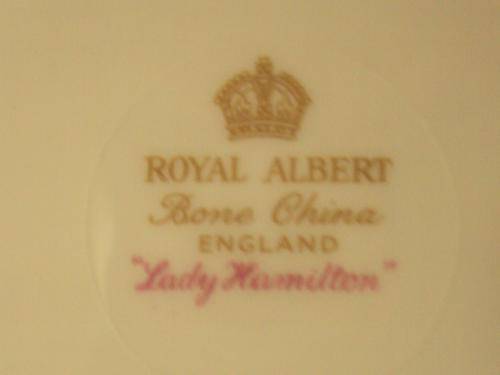 ROYAL ALBERT
Bone China
ENGLAND
"Lady Hamilton"